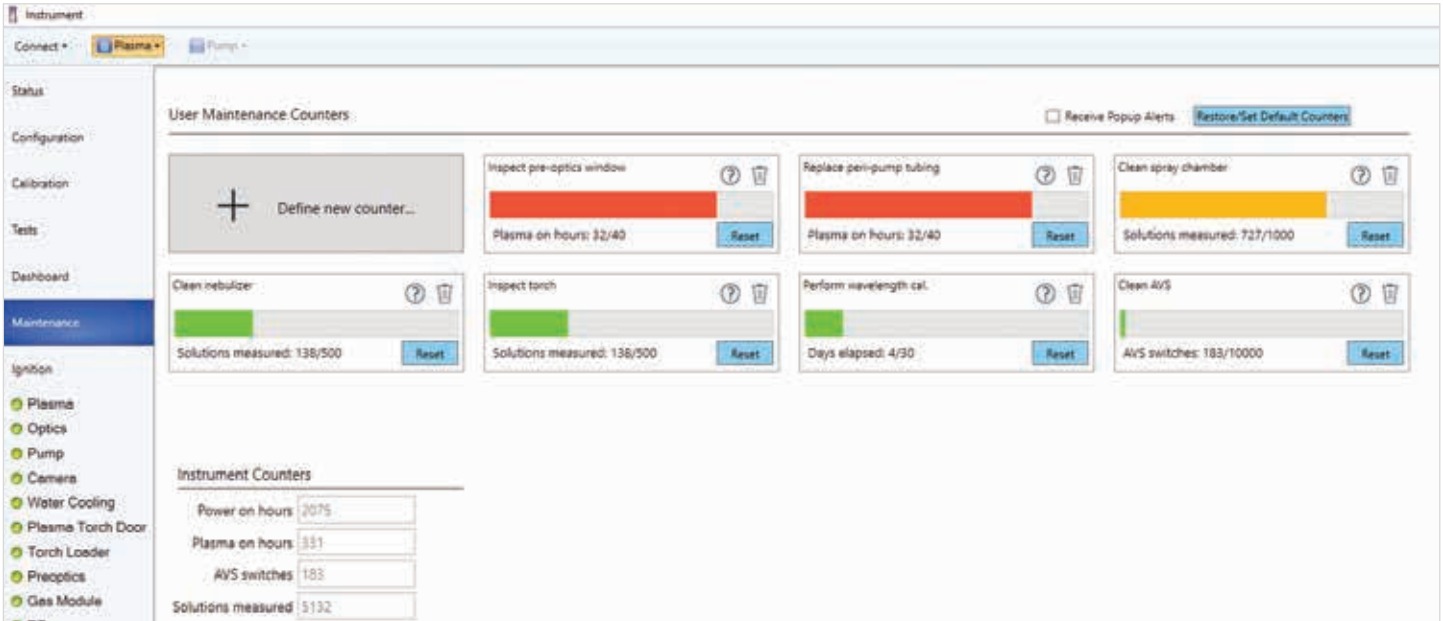 Instrument
Connect
Plasma
Pump
Status
Configuration
Calibration
Tests
Dashboard
Maintenance
Ignition
Plasma
Optics
Pump
Camera
Water Cooling
Plasma Torch Door
Torch Loader
Preoptics
Gas Module
User Maintenance Counters
Receive Popup Alerts
Restore/Set Default Counters
+ Define new counter...
Inspect pre-optics window
?
Plasma on hours: 32/40
Reset
Replace peri-pump tubing
?
Plasma on hours: 32/40
Reset
Clean spray chamber
?
Solutions measured: 727/1000
Reset
Clean nebulizer
?
Solutions measured: 138/500
Reset
Inspect torch
?
Solutions measured: 138/500
Reset
Perform wavelength cal.
?
Days elapsed: 4/30
Reset
Clean AVS
?
AVS switches: 183/10000
Reset
Instrument Counters
Power on hours 2075
Plasma on hours 331
AVS switches 183
Solutions measured 5132